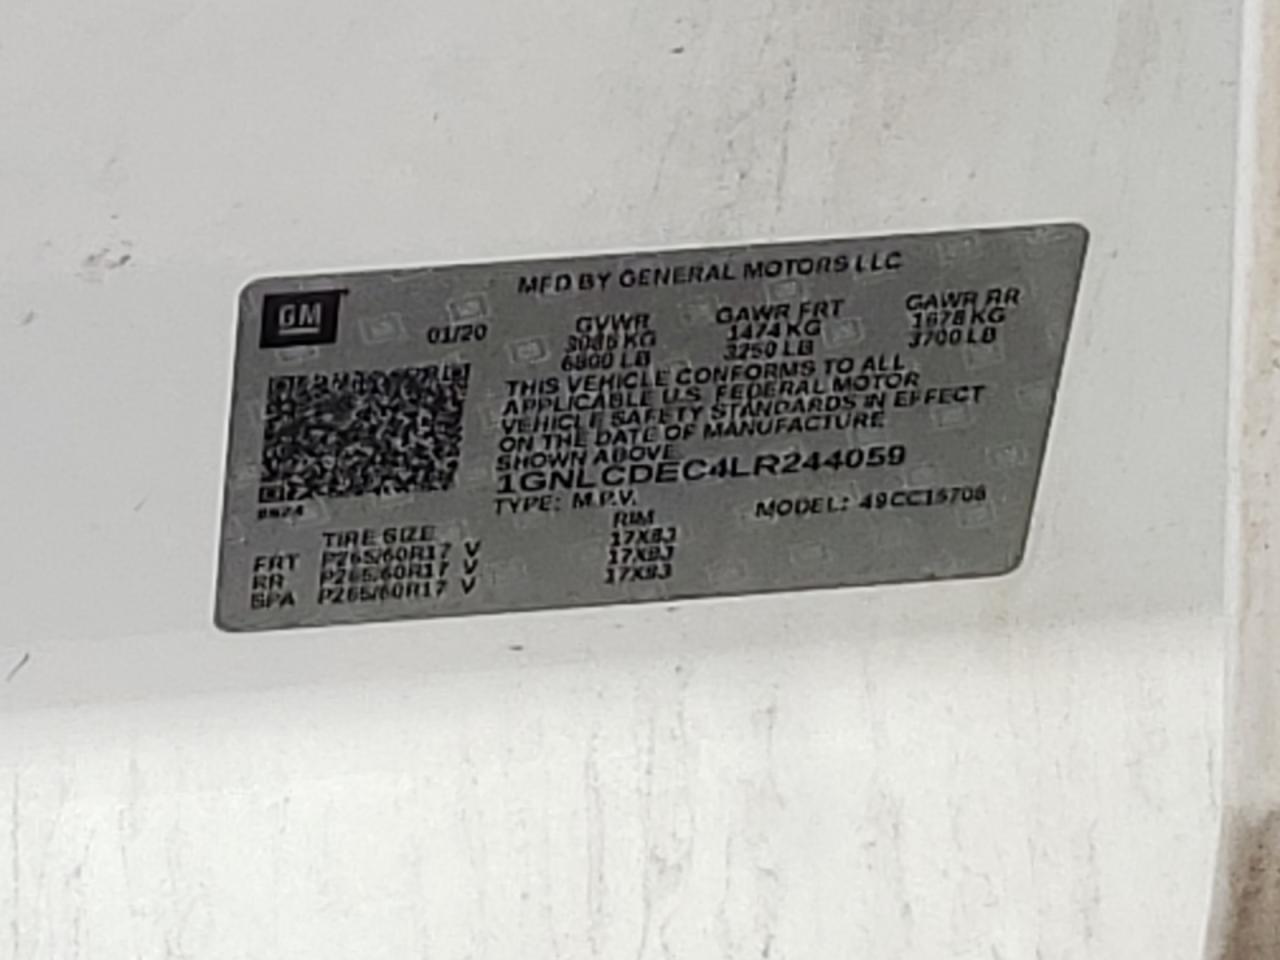 MFD BY GENERAL MOTORS LLC
GM
01/20
GVWR
GAWR FRT
GAWR RR
KG
1474 KG
1678 KG
6800 LB
3250 LB
3700 LB
THIS VEHICLE CONFORMS TO ALL
APPLICABLE U.S. FEDERAL MOTOR
VEHICLE SAFETY STANDARDS IN EFFECT
ON THE DATE OF MANUFACTURE
SHOWN ABOVE
1GNLCDEC4LR244059
TYPE: M.P.V.
MODEL: 49CC15706
TIRE SIZE
RIM
FRT P265/60R17 V 17X8J
RR P265/60R17 V 17X8J
SPA P265/60R17 V 17X8J